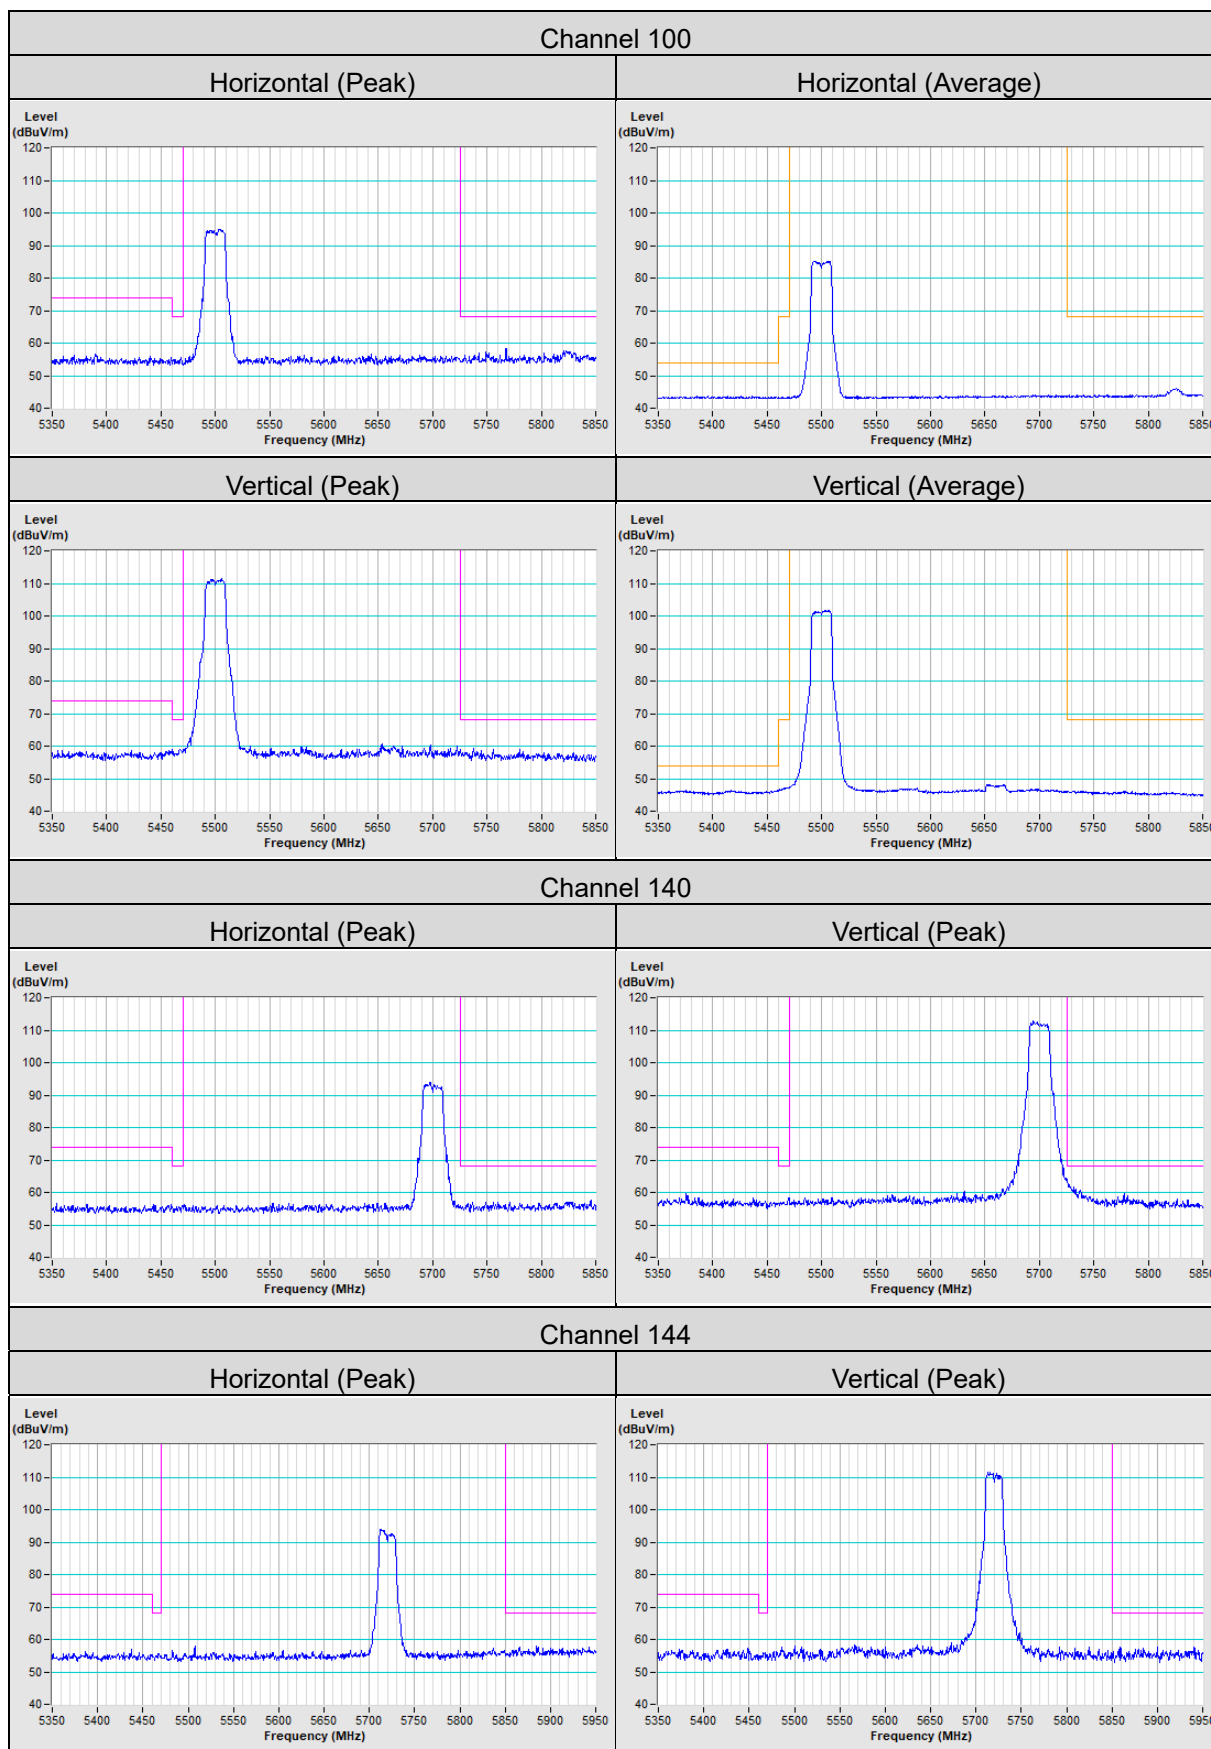 Channel 100
Horizontal (Peak) Horizontal (Average)
Level Level
(dBuV/m) (dBuV/m)
120 120
110 110
100 100
90 90
80 80
70 70
60 60
50 50
40 40
5350 5400 5450 5500 5550 5600 5650 5700 5750 5800 5850 5350 5400 5450 5500 5550 5600 5650 5700 5750 5800 5850
Frequency (MHz) Frequency (MHz)
Vertical (Peak) Vertical (Average)
Level Level
(dBuV/m) (dBuV/m)
120 120
110 110
100 100
90 90
80 80
70 70
60 60
50 50
40 40
5350 5400 5450 5500 5550 5600 5650 5700 5750 5800 5850 5350 5400 5450 5500 5550 5600 5650 5700 5750 5800 5850
Frequency (MHz) Frequency (MHz)
Channel 140
Horizontal (Peak) Vertical (Peak)
Level Level
(dBuV/m) (dBuV/m)
120 120
110 110
100 100
90 90
80 80
70 70
60 60
50 50
40 40
5350 5400 5450 5500 5550 5600 5650 5700 5750 5800 5850 5350 5400 5450 5500 5550 5600 5650 5700 5750 5800 5850
Frequency (MHz) Frequency (MHz)
Channel 144
Horizontal (Peak) Vertical (Peak)
Level Level
(dBuV/m) (dBuV/m)
120 120
110 110
100 100
90 90
80 80
70 70
60 60
50 50
40 40
5350 5400 5450 5500 5550 5600 5650 5700 5750 5800 5850 5900 5950 5350 5400 5450 5500 5550 5600 5650 5700 5750 5800 5850 5900 5950
Frequency (MHz) Frequency (MHz)